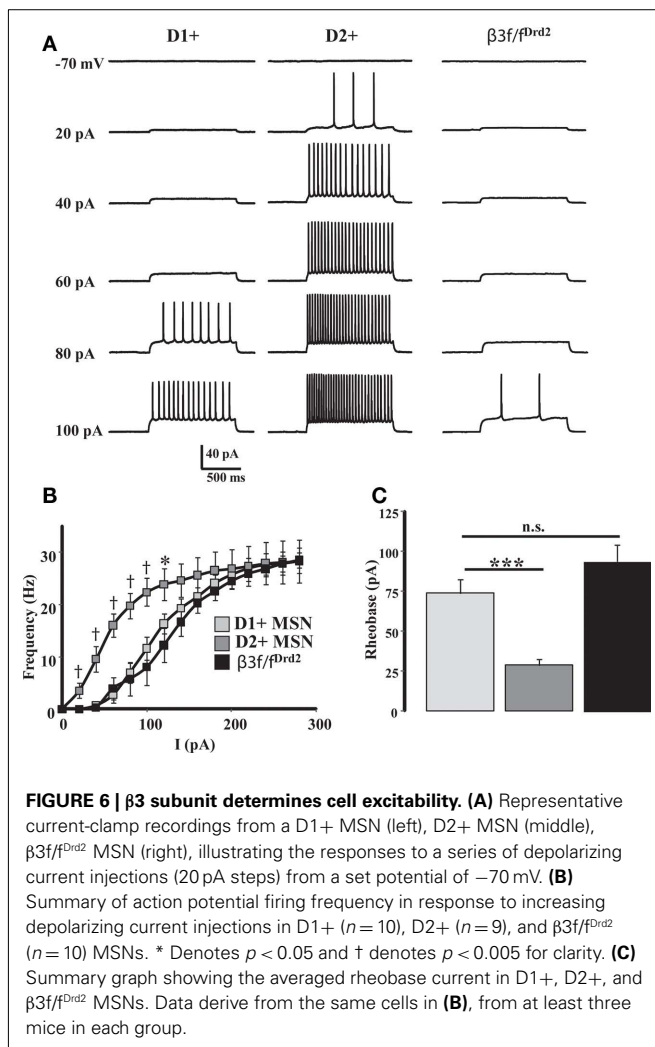 A
D1+ D2+ β3f/fDrd2
-70 mV
20 pA
40 pA
60 pA
80 pA
100 pA
40 pA
500 ms
B
Frequency (Hz)
30
20
10
0
0 100 200 300
I (pA)
† † † † † *
D1+ MSN
D2+ MSN
β3f/fDrd2
C
Rheobase (pA)
125
100
75
50
25
0
n.s.
***
FIGURE 6 | β3 subunit determines cell excitability. (A) Representative
current-clamp recordings from a D1+ MSN (left), D2+ MSN (middle),
β3f/fDrd2 MSN (right), illustrating the responses to a series of depolarizing
current injections (20 pA steps) from a set potential of −70 mV. (B)
Summary of action potential firing frequency in response to increasing
depolarizing current injections in D1+ (n = 10), D2+ (n = 9), and β3f/fDrd2
(n = 10) MSNs. * Denotes p < 0.05 and † denotes p < 0.005 for clarity. (C)
Summary graph showing the averaged rheobase current in D1+, D2+, and
β3f/fDrd2 MSNs. Data derive from the same cells in (B), from at least three
mice in each group.